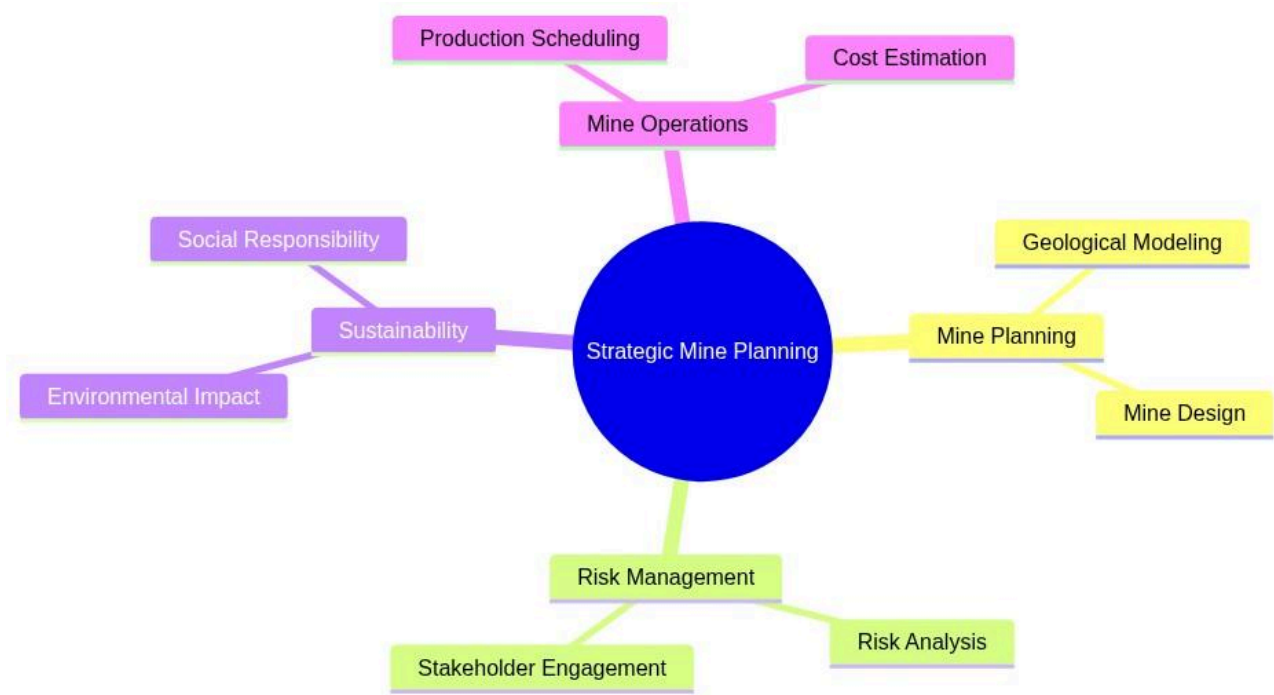 Production Scheduling
Cost Estimation
Mine Operations
Social Responsibility
Geological Modeling
Sustainability
Mine Planning
Strategic Mine Planning
Environmental Impact
Mine Design
Risk Management
Risk Analysis
Stakeholder Engagement